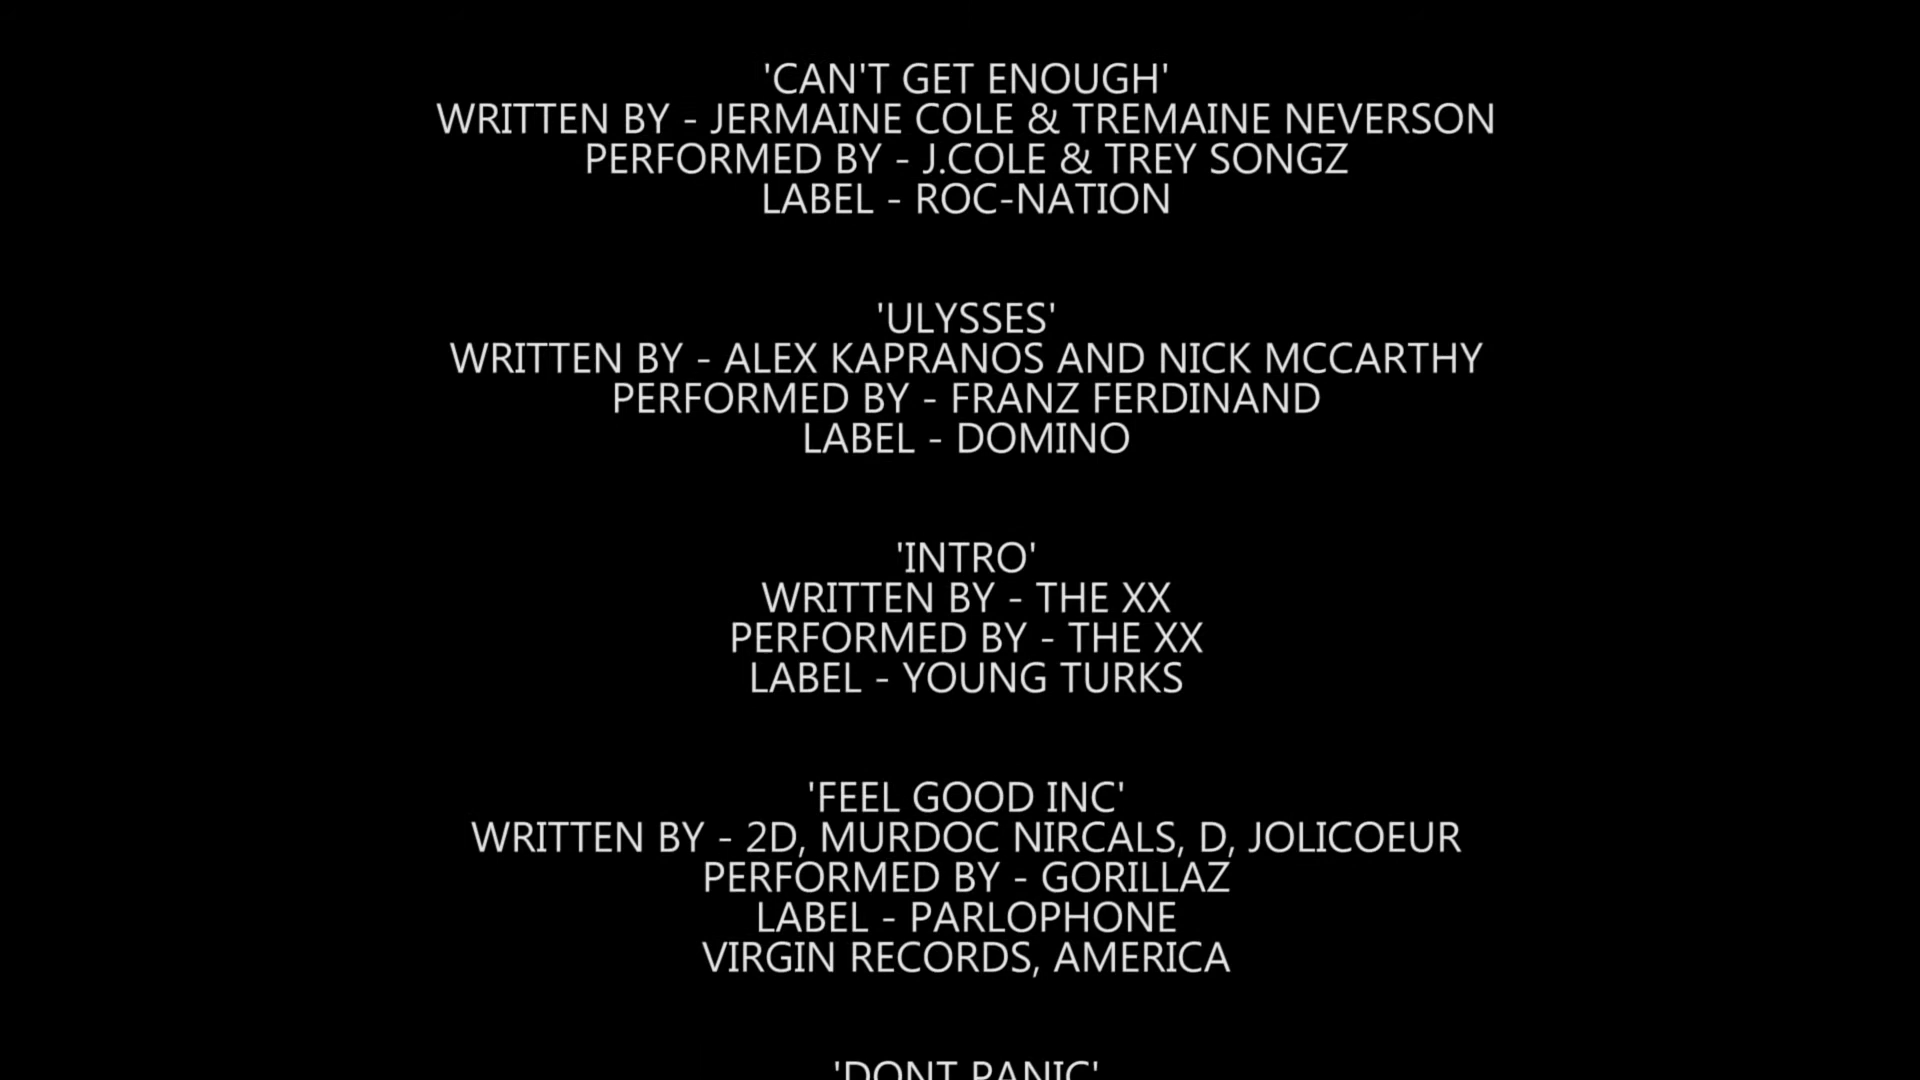 'CAN'T GET ENOUGH'
WRITTEN BY - JERMAINE COLE & TREMAINE NEVERSON
PERFORMED BY - J.COLE & TREY SONGZ
LABEL - ROC-NATION
'ULYSSES'
WRITTEN BY - ALEX KAPRANOS AND NICK MCCARTHY
PERFORMED BY - FRANZ FERDINAND
LABEL - DOMINO
'INTRO'
WRITTEN BY - THE XX
PERFORMED BY - THE XX
LABEL - YOUNG TURKS
'FEEL GOOD INC'
WRITTEN BY - 2D, MURDOC NIRCALS, D, JOLICOEUR
PERFORMED BY - GORILLAZ
LABEL - PARLOPHONE
VIRGIN RECORDS, AMERICA
'DONT PANIC'